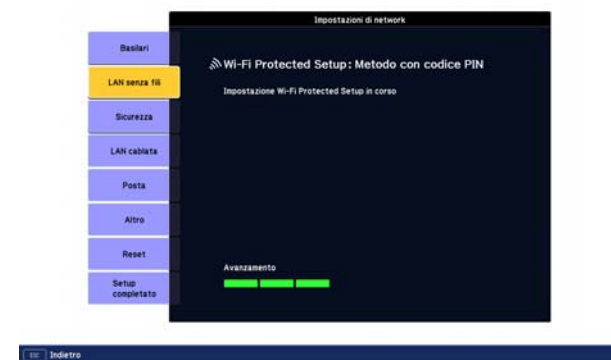 Impostazioni di network
Basilari
LAN senza fili
Sicurezza
LAN cablata
Posta
Altro
Reset
Setup
completato
Wi-Fi Protected Setup: Metodo con codice PIN
Impostazione Wi-Fi Protected Setup in corso
Avanzamento
ESC Indietro